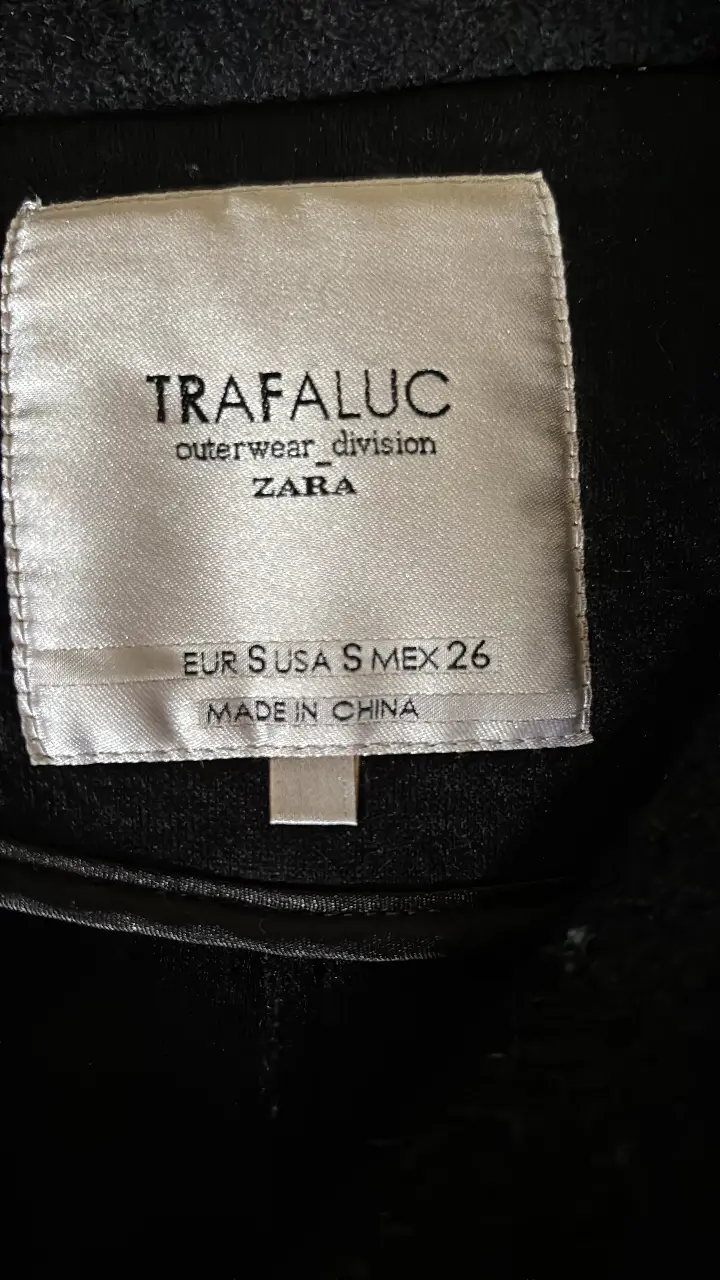 TRAFALUC
outerwear_division
ZARA
EUR S USA S MEX 26
MADE IN CHINA